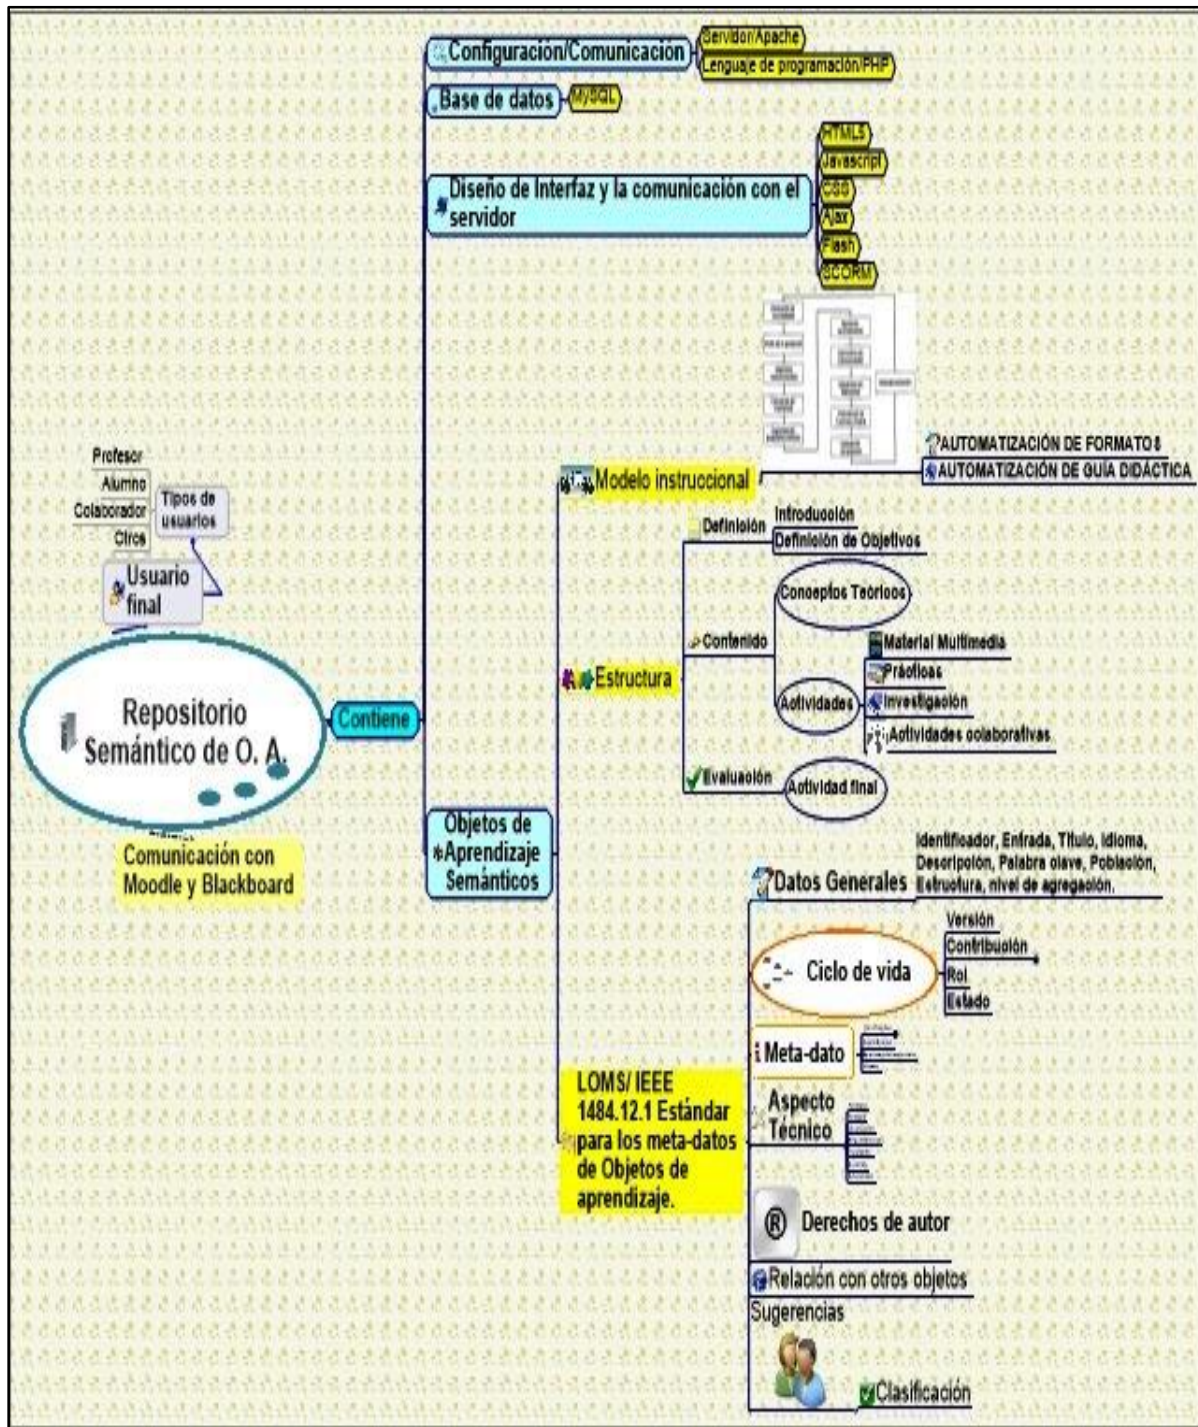 Configuración/Comunicación
Servidor/Apache
Lenguaje de programación/PHP
Base de datos
MySQL
Diseño de Interfaz y la comunicación con el
servidor
HTML5
Javascript
CSS
Ajax
Flash
SCORM
Profesor
Alumno
Colaborador
Otros
Tipos de
usuarios
Usuario
final
Repositorio
Semántico de O. A.
Comunicación con
Moodle y Blackboard
Contiene
Objetos de
Aprendizaje
Semánticos
Modelo instruccional
AUTOMATIZACIÓN DE FORMATOS
AUTOMATIZACIÓN DE GUÍA DIDÁCTICA
Estructura
Definición
Introducción
Definición de Objetivos
Contenido
Conceptos Teóricos
Actividades
Material Multimedia
Prácticas
Investigación
Actividades colaborativas
Evaluación
Actividad final
LOMS/ IEEE
1484.12.1 Estándar
para los meta-datos
de Objetos de
aprendizaje.
Datos Generales
Identificador, Entrada, Título, Idioma,
Descripción, Palabra clave, Población,
Estructura, nivel de agregación.
Ciclo de vida
Versión
Contribución
Rol
Estado
Meta-dato
Aspecto
Técnico
® Derechos de autor
Relación con otros objetos
Sugerencias
Clasificación